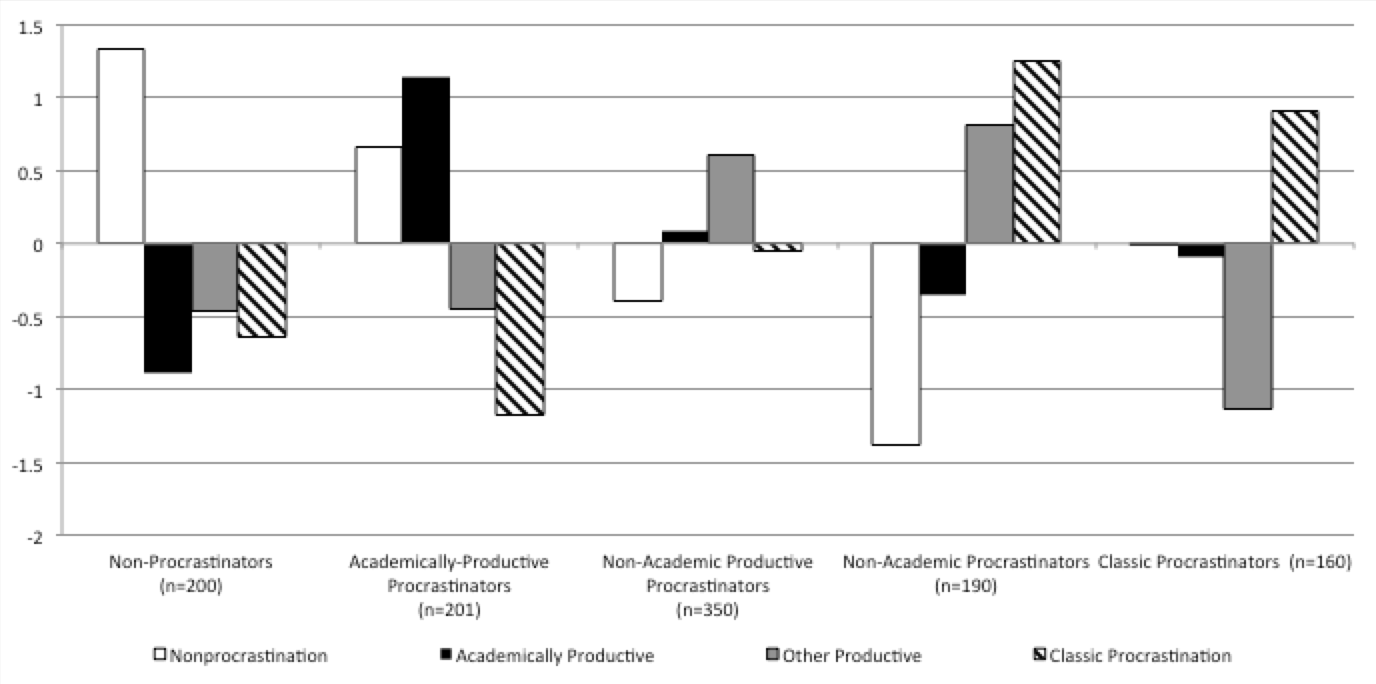 1.5
1
0.5
0
-0.5
-1
-1.5
-2
Non-Procrastinators
(n=200)
Academically-Productive
Procrastinators
(n=201)
Non-Academic Productive
Procrastinators
(n=350)
Non-Academic Procrastinators
(n=190)
Classic Procrastinators (n=160)
Nonprocrastination
Academically Productive
Other Productive
Classic Procrastination